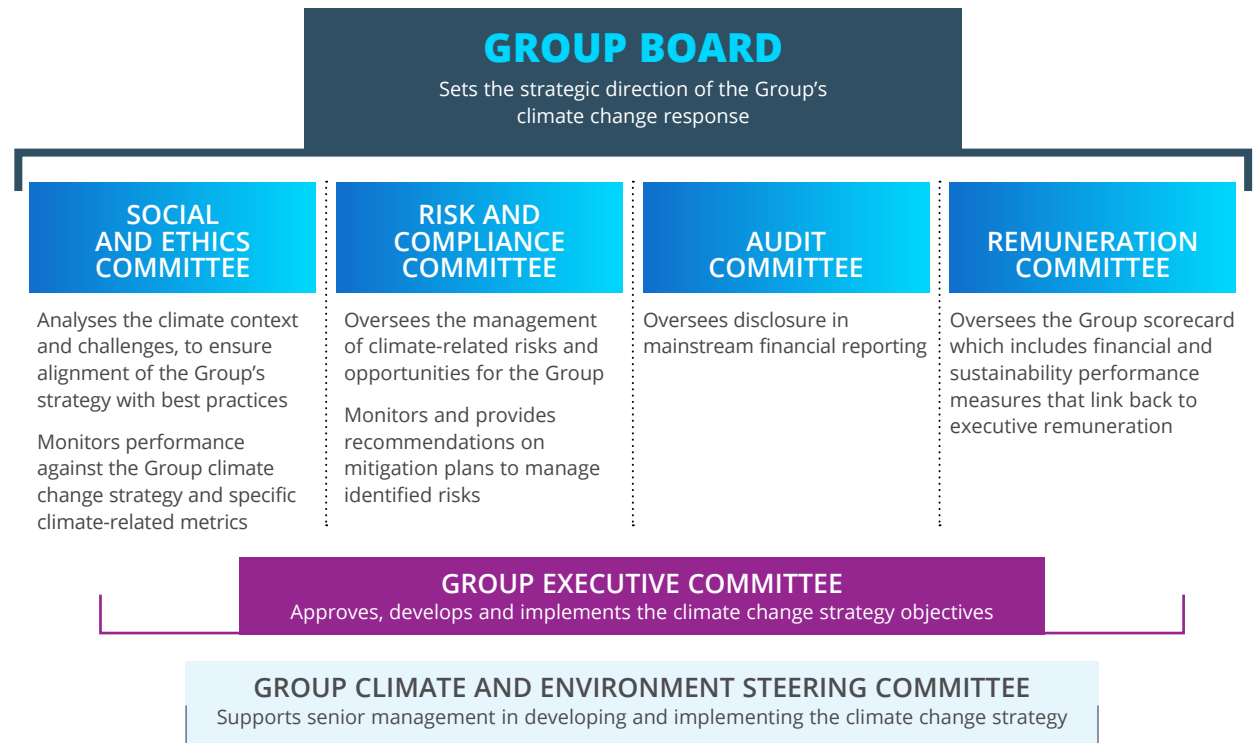 GROUP BOARD
Sets the strategic direction of the Group’s
climate change response
SOCIAL
AND ETHICS
COMMITTEE
Analyses the climate context
and challenges, to ensure
alignment of the Group’s
strategy with best practices
Monitors performance
against the Group climate
change strategy and specific
climate-related metrics
RISK AND
COMPLIANCE
COMMITTEE
Oversees the management
of climate-related risks and
opportunities for the Group
Monitors and provides
recommendations on
mitigation plans to manage
identified risks
AUDIT
COMMITTEE
Oversees disclosure in
mainstream financial reporting
REMUNERATION
COMMITTEE
Oversees the Group scorecard
which includes financial and
sustainability performance
measures that link back to
executive remuneration
GROUP EXECUTIVE COMMITTEE
Approves, develops and implements the climate change strategy objectives
GROUP CLIMATE AND ENVIRONMENT STEERING COMMITTEE
Supports senior management in developing and implementing the climate change strategy